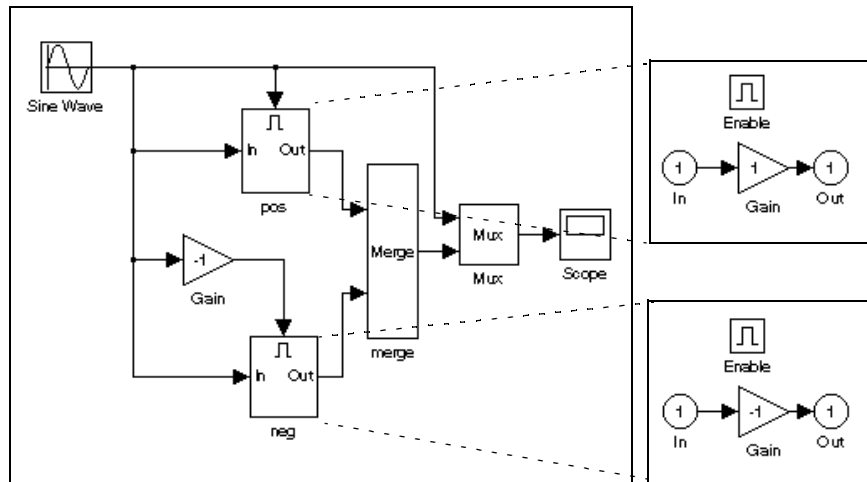 Sine Wave
In Out
pos
-1
Gain
In Out
neg
Merge
merge
Mux
Mux
Scope
Enable
1 1 1
In Gain Out
Enable
1 -1 1
In Gain Out